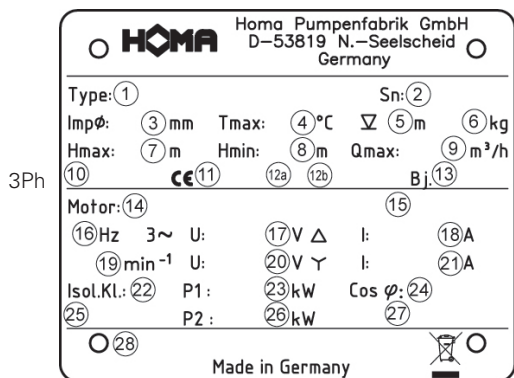 HOMA Homa Pumpenfabrik GmbH
D-53819 N.-Seelscheid
Germany
Type: 1 Sn: 2
Impø: 3 mm Tmax: 4 °C 5 m 6 kg
Hmax: 7 m Hmin: 8 m Qmax: 9 m³/h
3Ph
10 CE 11 12a 12b Bj. 13
Motor: 14 15
16 Hz 3~ U: 17 V △ I: 18 A
19 min⁻¹ U: 20 V Y I: 21 A
Isol.Kl.: 22 P1 : 23 kW Cos φ: 24
25 P2 : 26 kW 27
28
Made in Germany